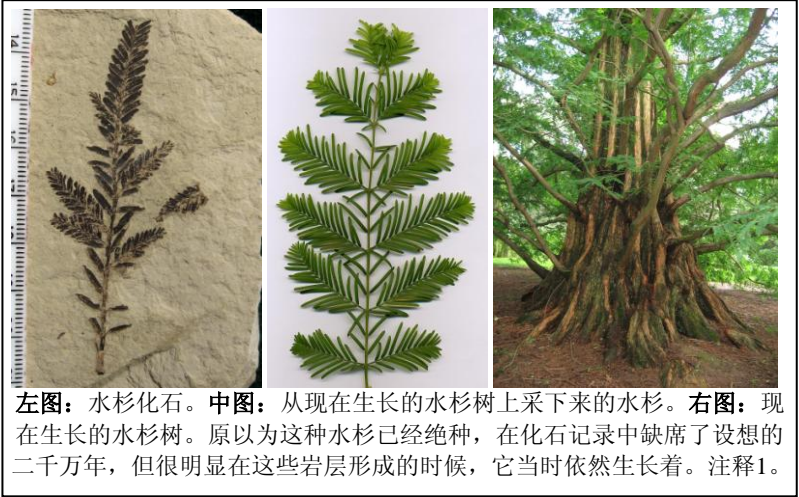 14
15
16
左图：水杉化石。中图：从现在生长的水杉树上采下来的水杉。右图：现
在生长的水杉树。原以为这种水杉已经绝种，在化石记录中缺席了设想的
二千万年，但很明显在这些岩层形成的时候，它当时依然生长着。注释1。